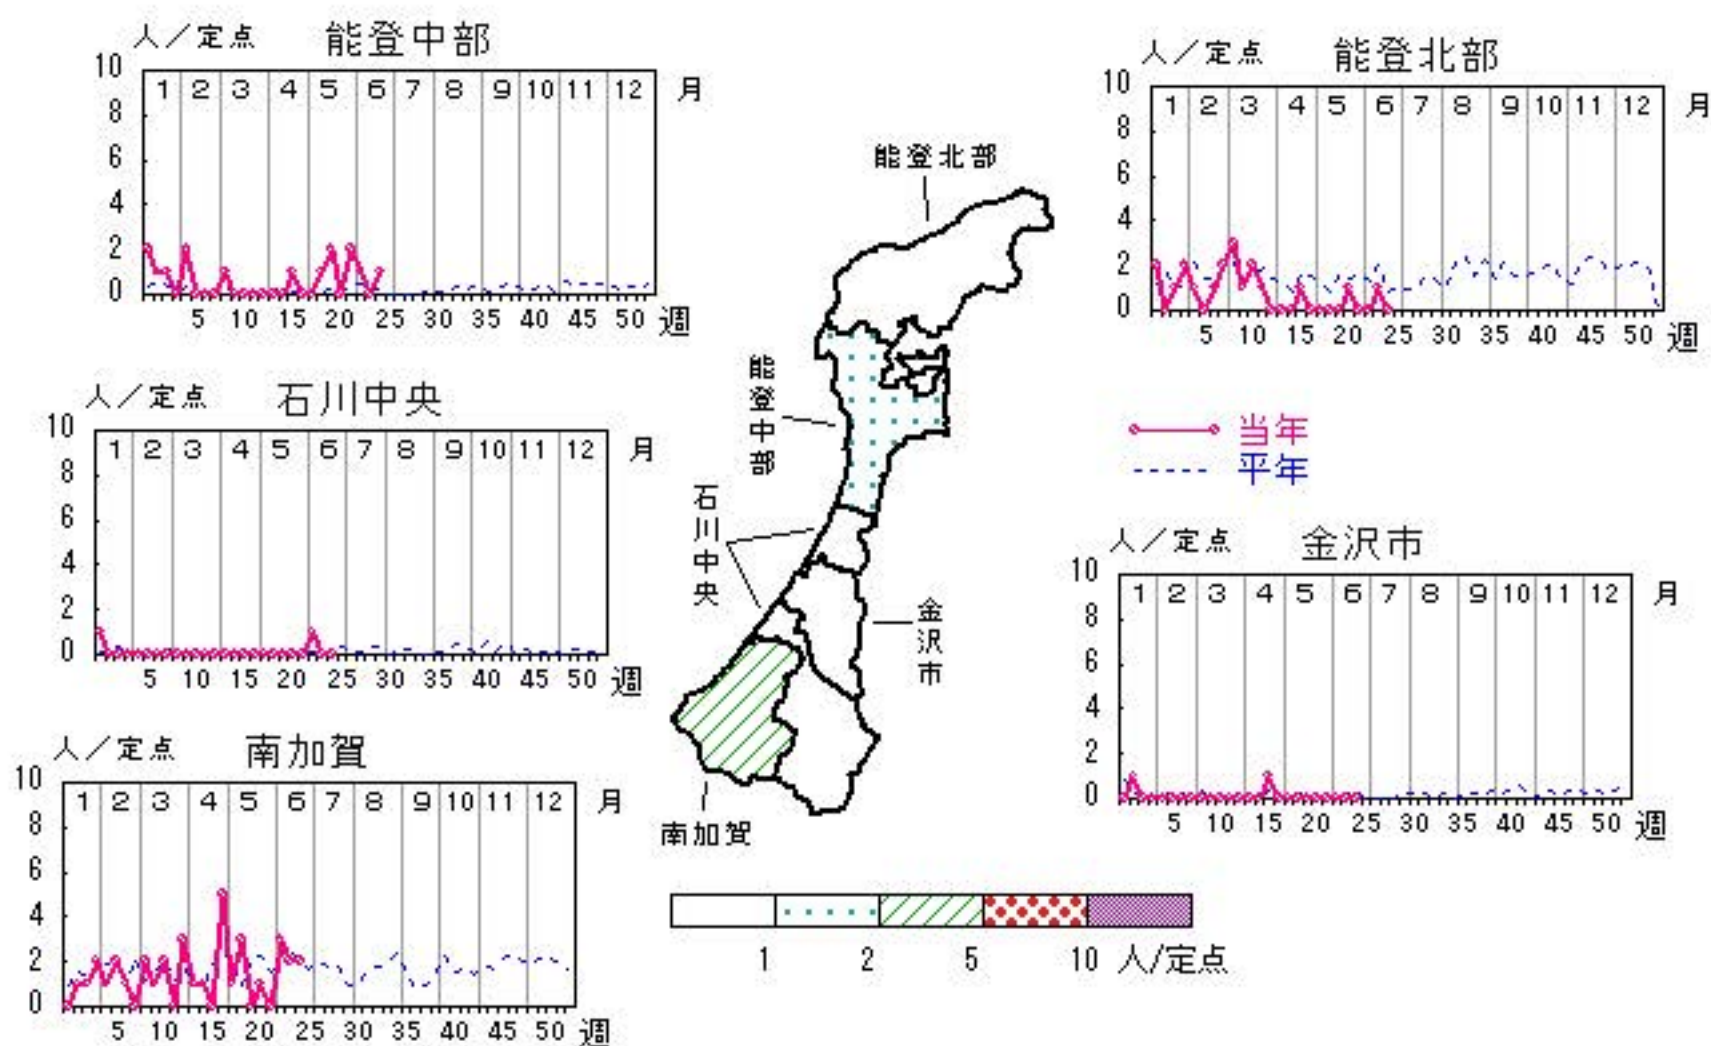 人／定点 能登中部
10 8 6 4 2 0
1 2 3 4 5 6 7 8 9 10 11 12 月
5 10 15 20 25 30 35 40 45 50 週
人／定点 能登北部
10 8 6 4 2 0
1 2 3 4 5 6 7 8 9 10 11 12 月
5 10 15 20 25 30 35 40 45 50 週
能登北部
能登中部
石川中央
金沢市
南加賀
人／定点 石川中央
10 8 6 4 2 0
1 2 3 4 5 6 7 8 9 10 11 12 月
5 10 15 20 25 30 35 40 45 50 週
当年
平年
人／定点 金沢市
10 8 6 4 2 0
1 2 3 4 5 6 7 8 9 10 11 12 月
5 10 15 20 25 30 35 40 45 50 週
人／定点 南加賀
10 8 6 4 2 0
1 2 3 4 5 6 7 8 9 10 11 12 月
5 10 15 20 25 30 35 40 45 50 週
1 2 5 10 人/定点